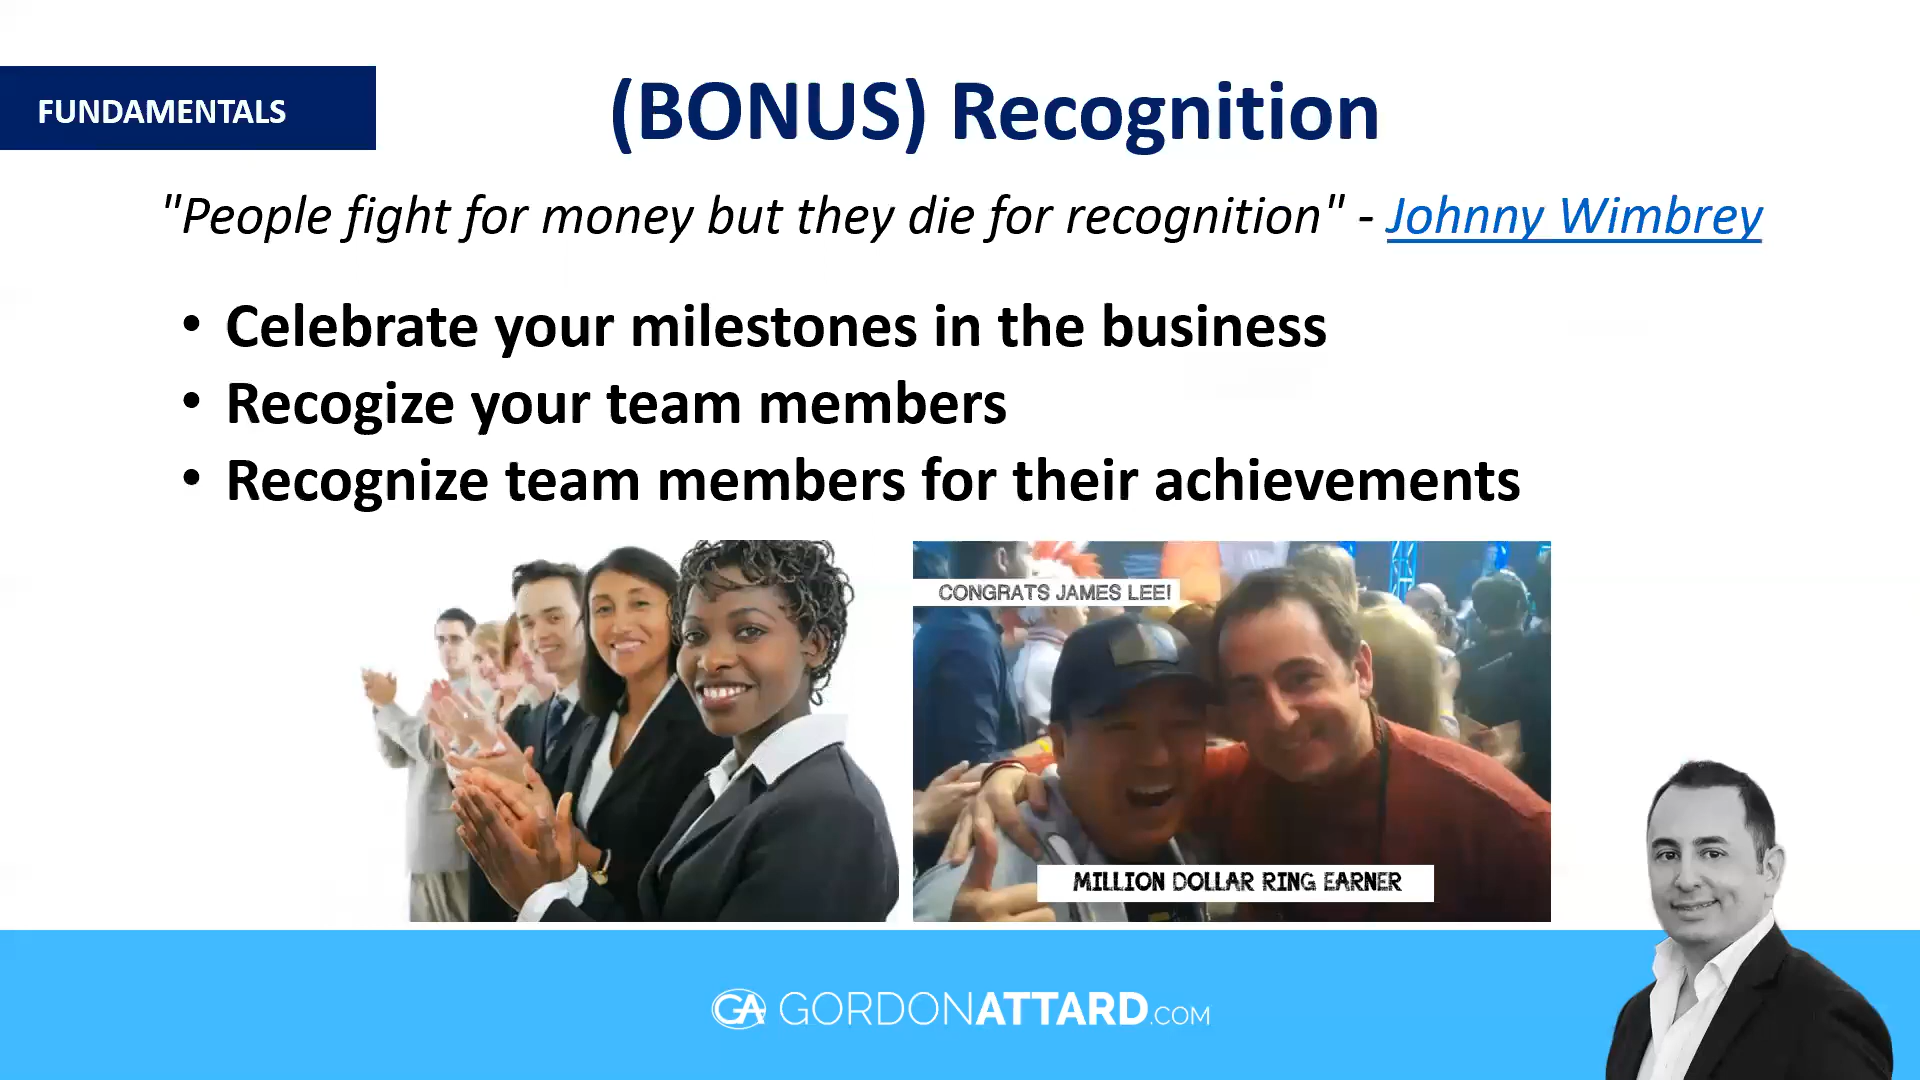 FUNDAMENTALS
(BONUS) Recognition
"People fight for money but they die for recognition" - Johnny Wimbrey
• Celebrate your milestones in the business
• Recogize your team members
• Recognize team members for their achievements
CONGRATS JAMES LEE!
MILLION DOLLAR RING EARNER
GA GORDONATTARD.COM